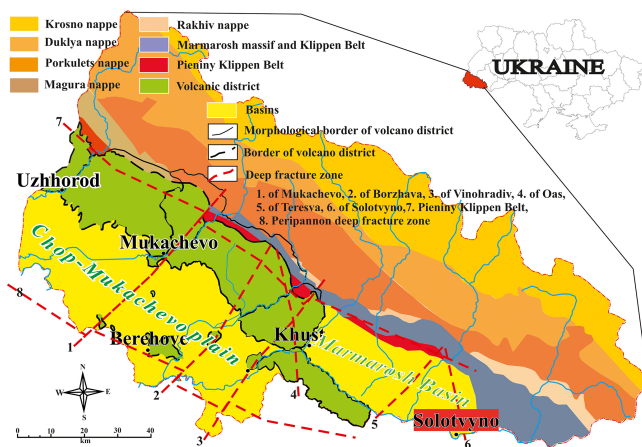 Krosno nappe
Duklya nappe
Porkulets nappe
Magura nappe
Rakhiv nappe
Marmarosh massif and Klippen Belt
Pieniny Klippen Belt
Volcanic district
Basins
Morphological border of volcano district
Border of volcano district
Deep fracture zone
1. of Mukachevo, 2. of Borzhava, 3. of Vinohradiv, 4. of Oas,
5. of Teresva, 6. of Solotvyno,7. Pieniny Klippen Belt,
8. Peripannon deep fracture zone
UKRAINE
7
Uzhhorod
Mukachevo
Chop-Mukachevo plain
8
Berehove
Khust
Marmarosh Basin
1
2
3
4
5
6
Solotvyno
N
W
E
S
0
20
40
km